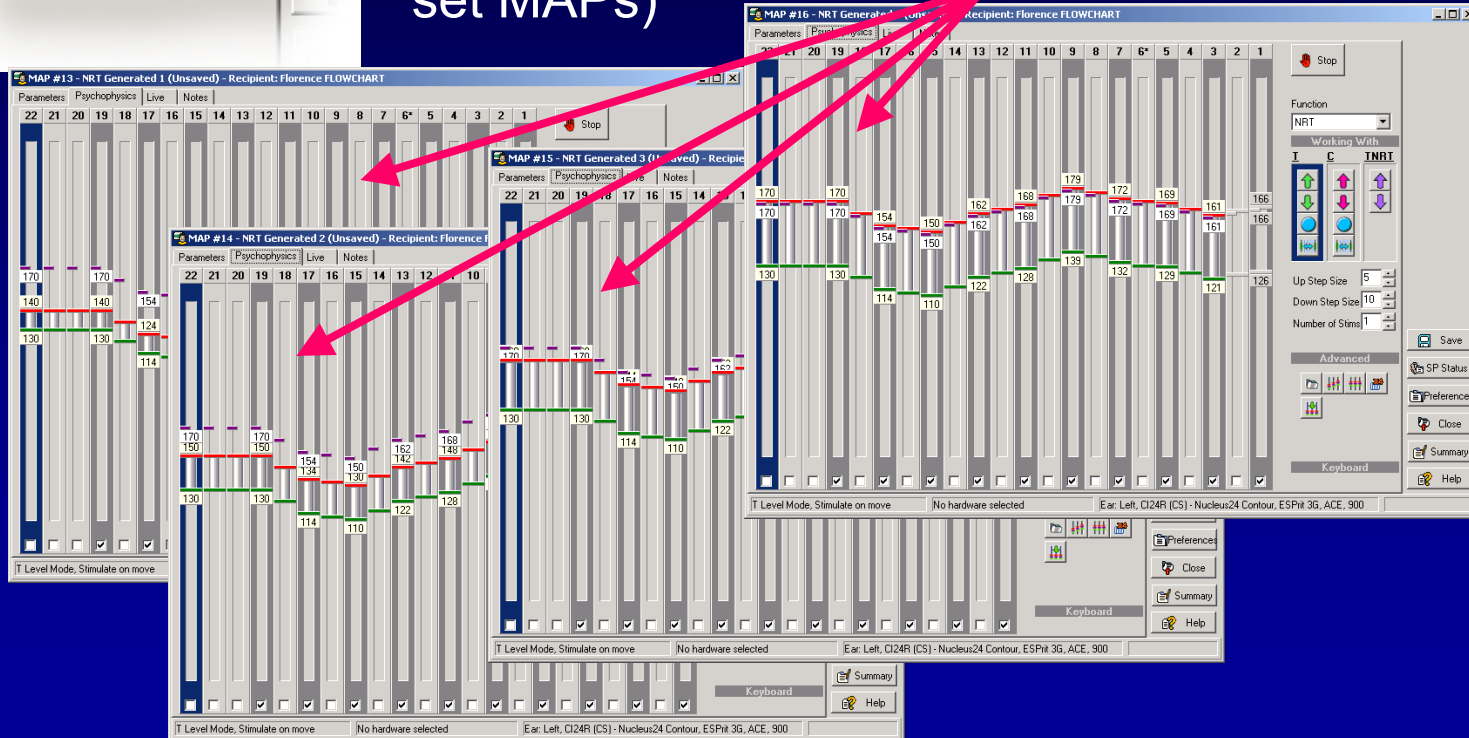 set MAPs)
MAP #16 - NRT Generated
Recipient: Florence FLOWCHART
Parameters Psychophysics Notes
22 21 20 19 17 15 14 13 12 11 10 9 8 7 6* 5 4 3 2 1
Stop
Function
NRT
Working With
T C TNRT
179
170 170 172 169
162 168 161 166
154 150
170 170 154 150 162 168 179 172 169 161 166
130 130 114 110 122 128 139 132 129 121 126
Up Step Size 5
Down Step Size 10
Number of Stims 1
Advanced
Keyboard
Save
SP Status
Preference
Close
Summary
Help
T Level Mode, Stimulate on move No hardware selected Ear: Left, CI24R (CS) - Nucleus24 Contour, ESPrit 3G, ACE, 900
MAP #13 - NRT Generated 1 (Unsaved) - Recipient: Florence FLOWCHART
Parameters Psychophysics Live Notes
22 21 20 19 18 17 16 15 14 13 12 11 10 9 8 7 6* 5 4 3 2 1
Stop
170 170 154
140 140 124
130 130 114
T Level Mode, Stimulate on move
MAP #15 - NRT Generated 3 (Unsaved) - Recipie
Parameters Psychophysics Live Notes
22 21 20 19 18 17 16 15 14
170 170 154 150 162
130 130 114 110 122
Preferences
Close
Summary
Help
Keyboard
T Level Mode, Stimulate on move No hardware selected Ear: Left, CI24R (CS) - Nucleus24 Contour, ESPrit 3G, ACE, 900
MAP #14 - NRT Generated 2 (Unsaved) - Recipient: Florence F
Parameters Psychophysics Live Notes
22 21 20 19 18 17 16 15 14 13 12 10
170 170 154 150 162 168
150 150 134 130 142 148
130 130 114 110 122 128
Keyboard
Summary
Help
T Level Mode, Stimulate on move No hardware selected Ear: Left, CI24R (CS) - Nucleus24 Contour, ESPrit 3G, ACE, 900